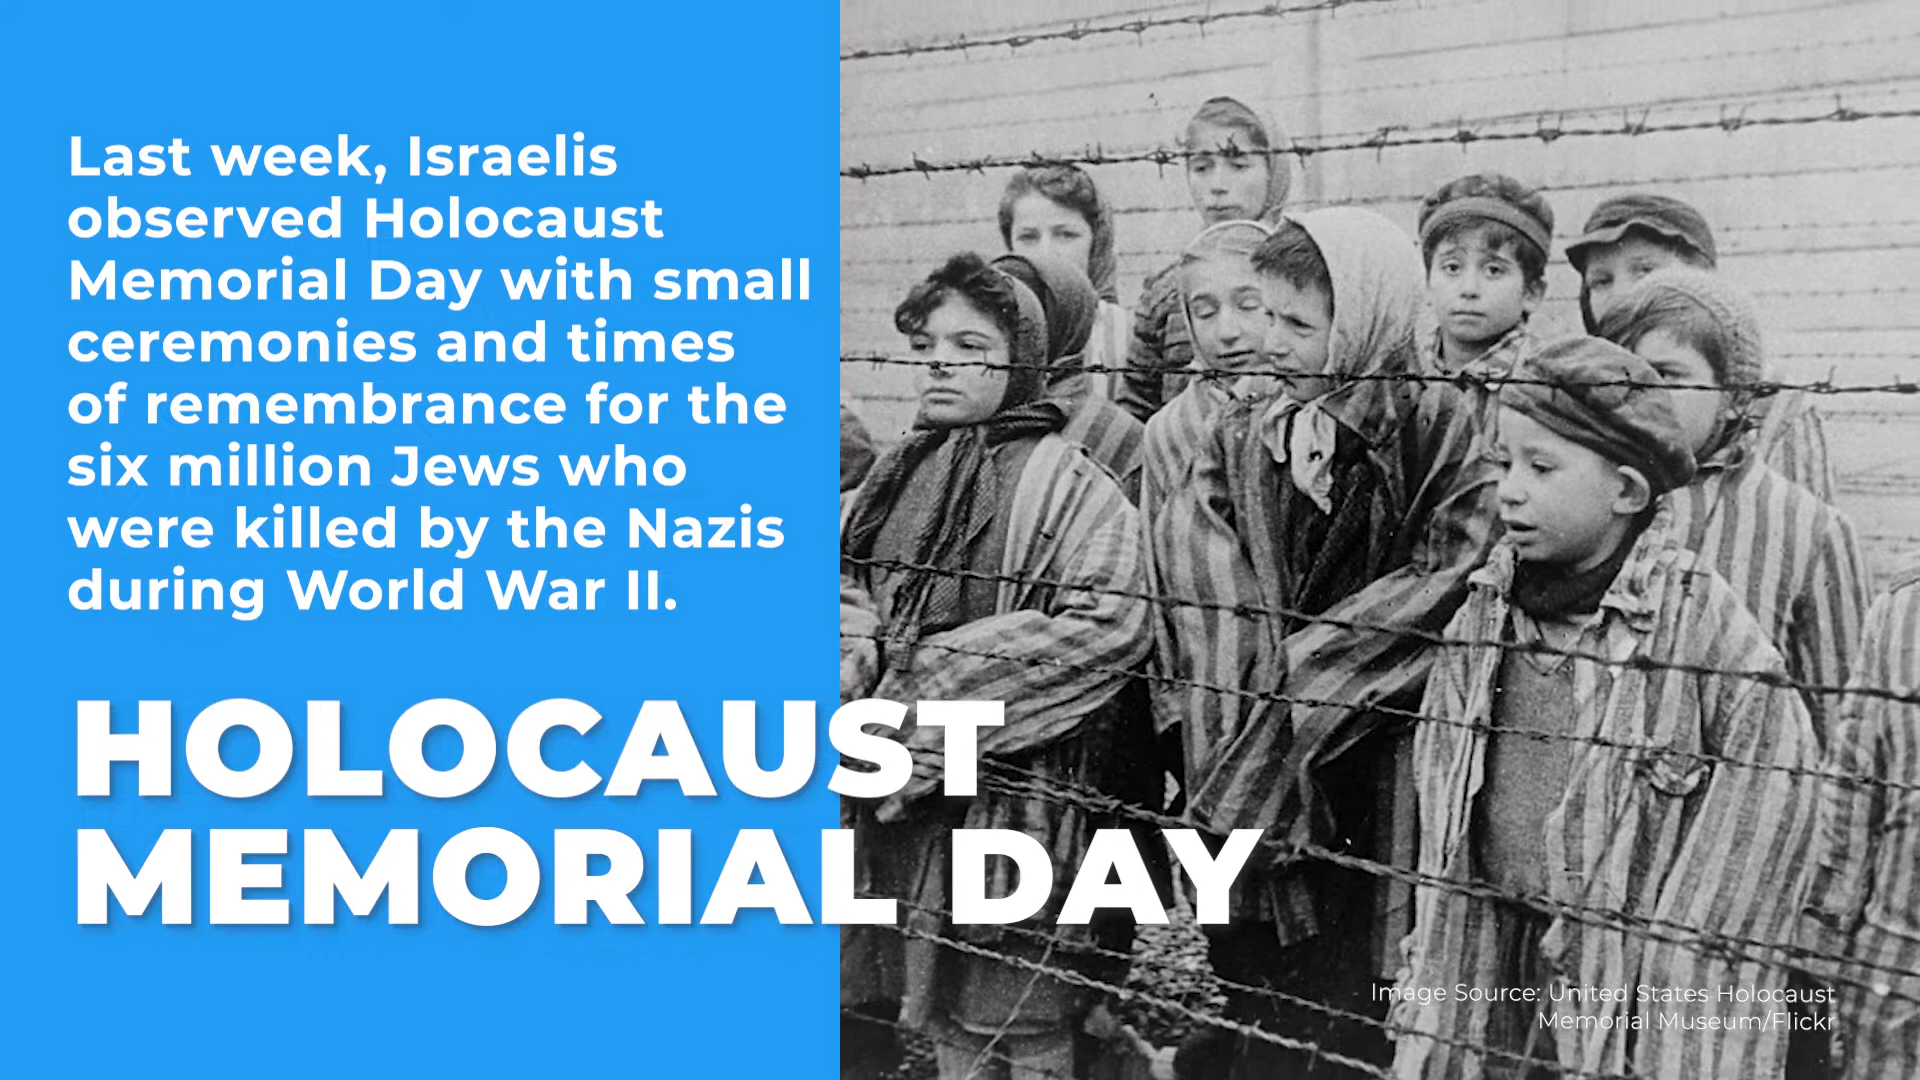 Last week, Israelis
observed Holocaust
Memorial Day with small
ceremonies and times
of remembrance for the
six million Jews who
were killed by the Nazis
during World War II.
HOLOCAUST
MEMORIAL DAY
Image Source: United States Holocaust
Memorial Museum/Flickr